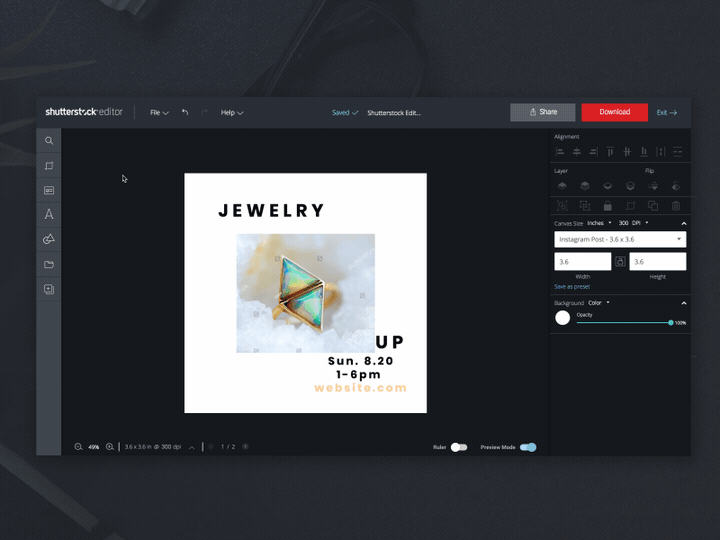 shutterstock editor
File
Help
Saved
Shutterstock Edit...
Share
Download
Exit
Alignment
Layer
Flip
Canvas Size Inches 300 DPI
Instagram Post - 3.6 x 3.6
3.6
3.6
Width
Height
Save as preset
Background Color
Opacity
100%
JEWELRY
UP
Sun. 8.20
1-6pm
website.com
49%
3.6 x 3.6 in @ 300 dpi
1 / 2
Ruler
Preview Mode